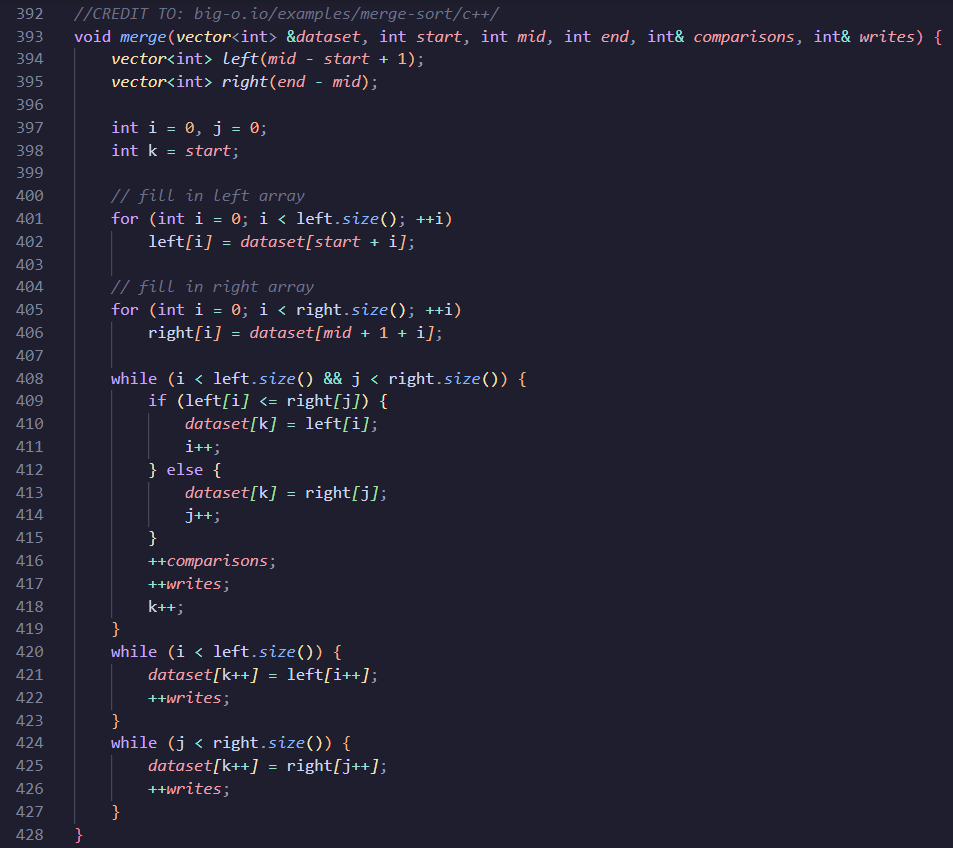 392 //CREDIT TO: big-o.io/examples/merge-sort/c++/
393 void merge(vector<int> &dataset, int start, int mid, int end, int& comparisons, int& writes) {
394     vector<int> left(mid - start + 1);
395     vector<int> right(end - mid);
396
397     int i = 0, j = 0;
398     int k = start;
399
400     // fill in left array
401     for (int i = 0; i < left.size(); ++i)
402         left[i] = dataset[start + i];
403
404     // fill in right array
405     for (int i = 0; i < right.size(); ++i)
406         right[i] = dataset[mid + 1 + i];
407
408     while (i < left.size() && j < right.size()) {
409         if (left[i] <= right[j]) {
410             dataset[k] = left[i];
411             i++;
412         } else {
413             dataset[k] = right[j];
414             j++;
415         }
416         ++comparisons;
417         ++writes;
418         k++;
419     }
420     while (i < left.size()) {
421         dataset[k++] = left[i++];
422         ++writes;
423     }
424     while (j < right.size()) {
425         dataset[k++] = right[j++];
426         ++writes;
427     }
428 }